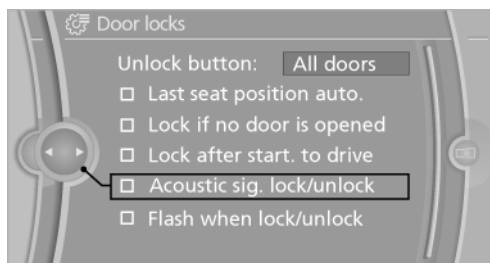 Door locks
Unlock button: All doors
Last seat position auto.
Lock if no door is opened
Lock after start. to drive
Acoustic sig. lock/unlock
Flash when lock/unlock